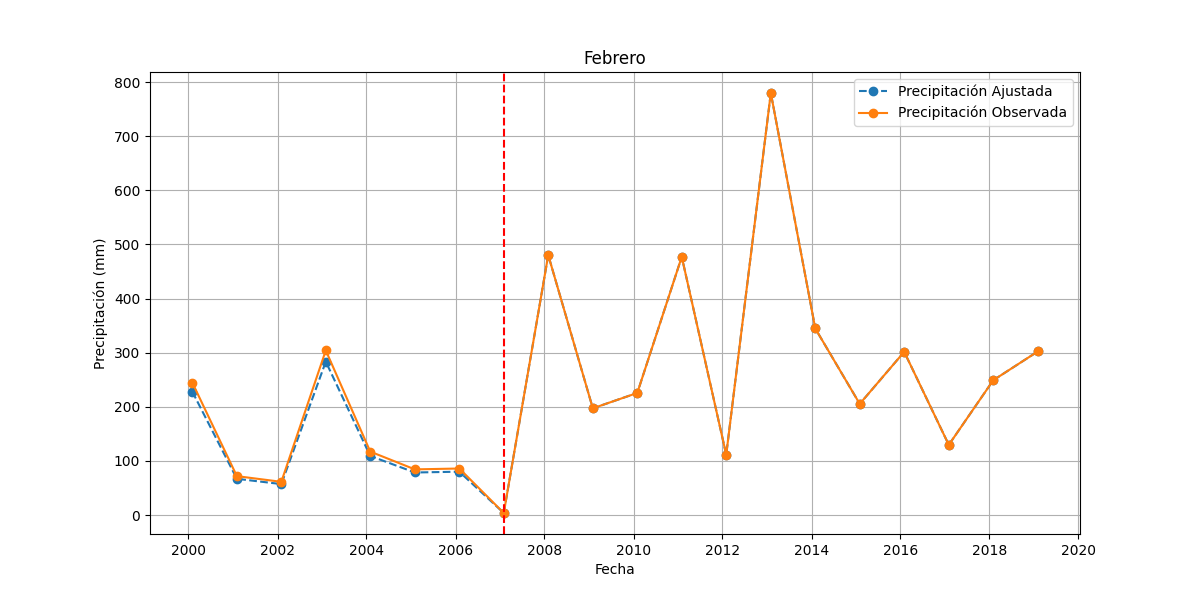 Febrero
Precipitación Ajustada
Precipitación Observada
Precipitación (mm)
800
700
600
500
400
300
200
100
0
2000 2002 2004 2006 2008 2010 2012 2014 2016 2018 2020
Fecha